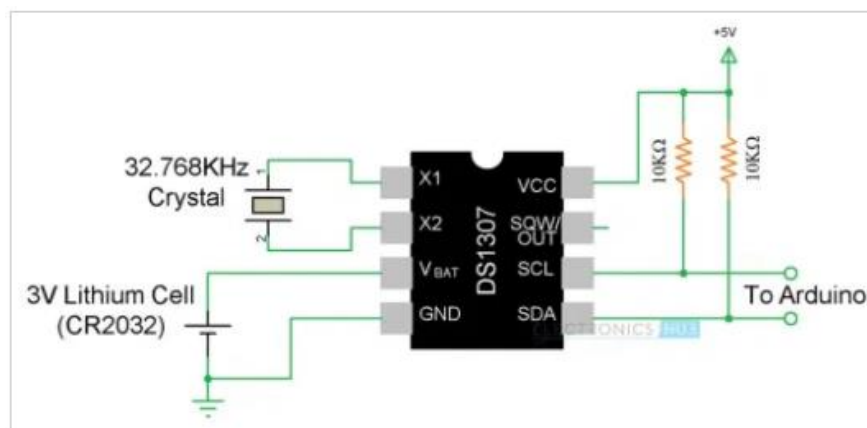 +5V
32.768KHz
Crystal
1
2
X1
X2
V BAT
GND
DS1307
VCC
SQW/
OUT
SCL
SDA
10KΩ
10KΩ
3V Lithium Cell
(CR2032)
To Arduino
ELECTRONICS HUB